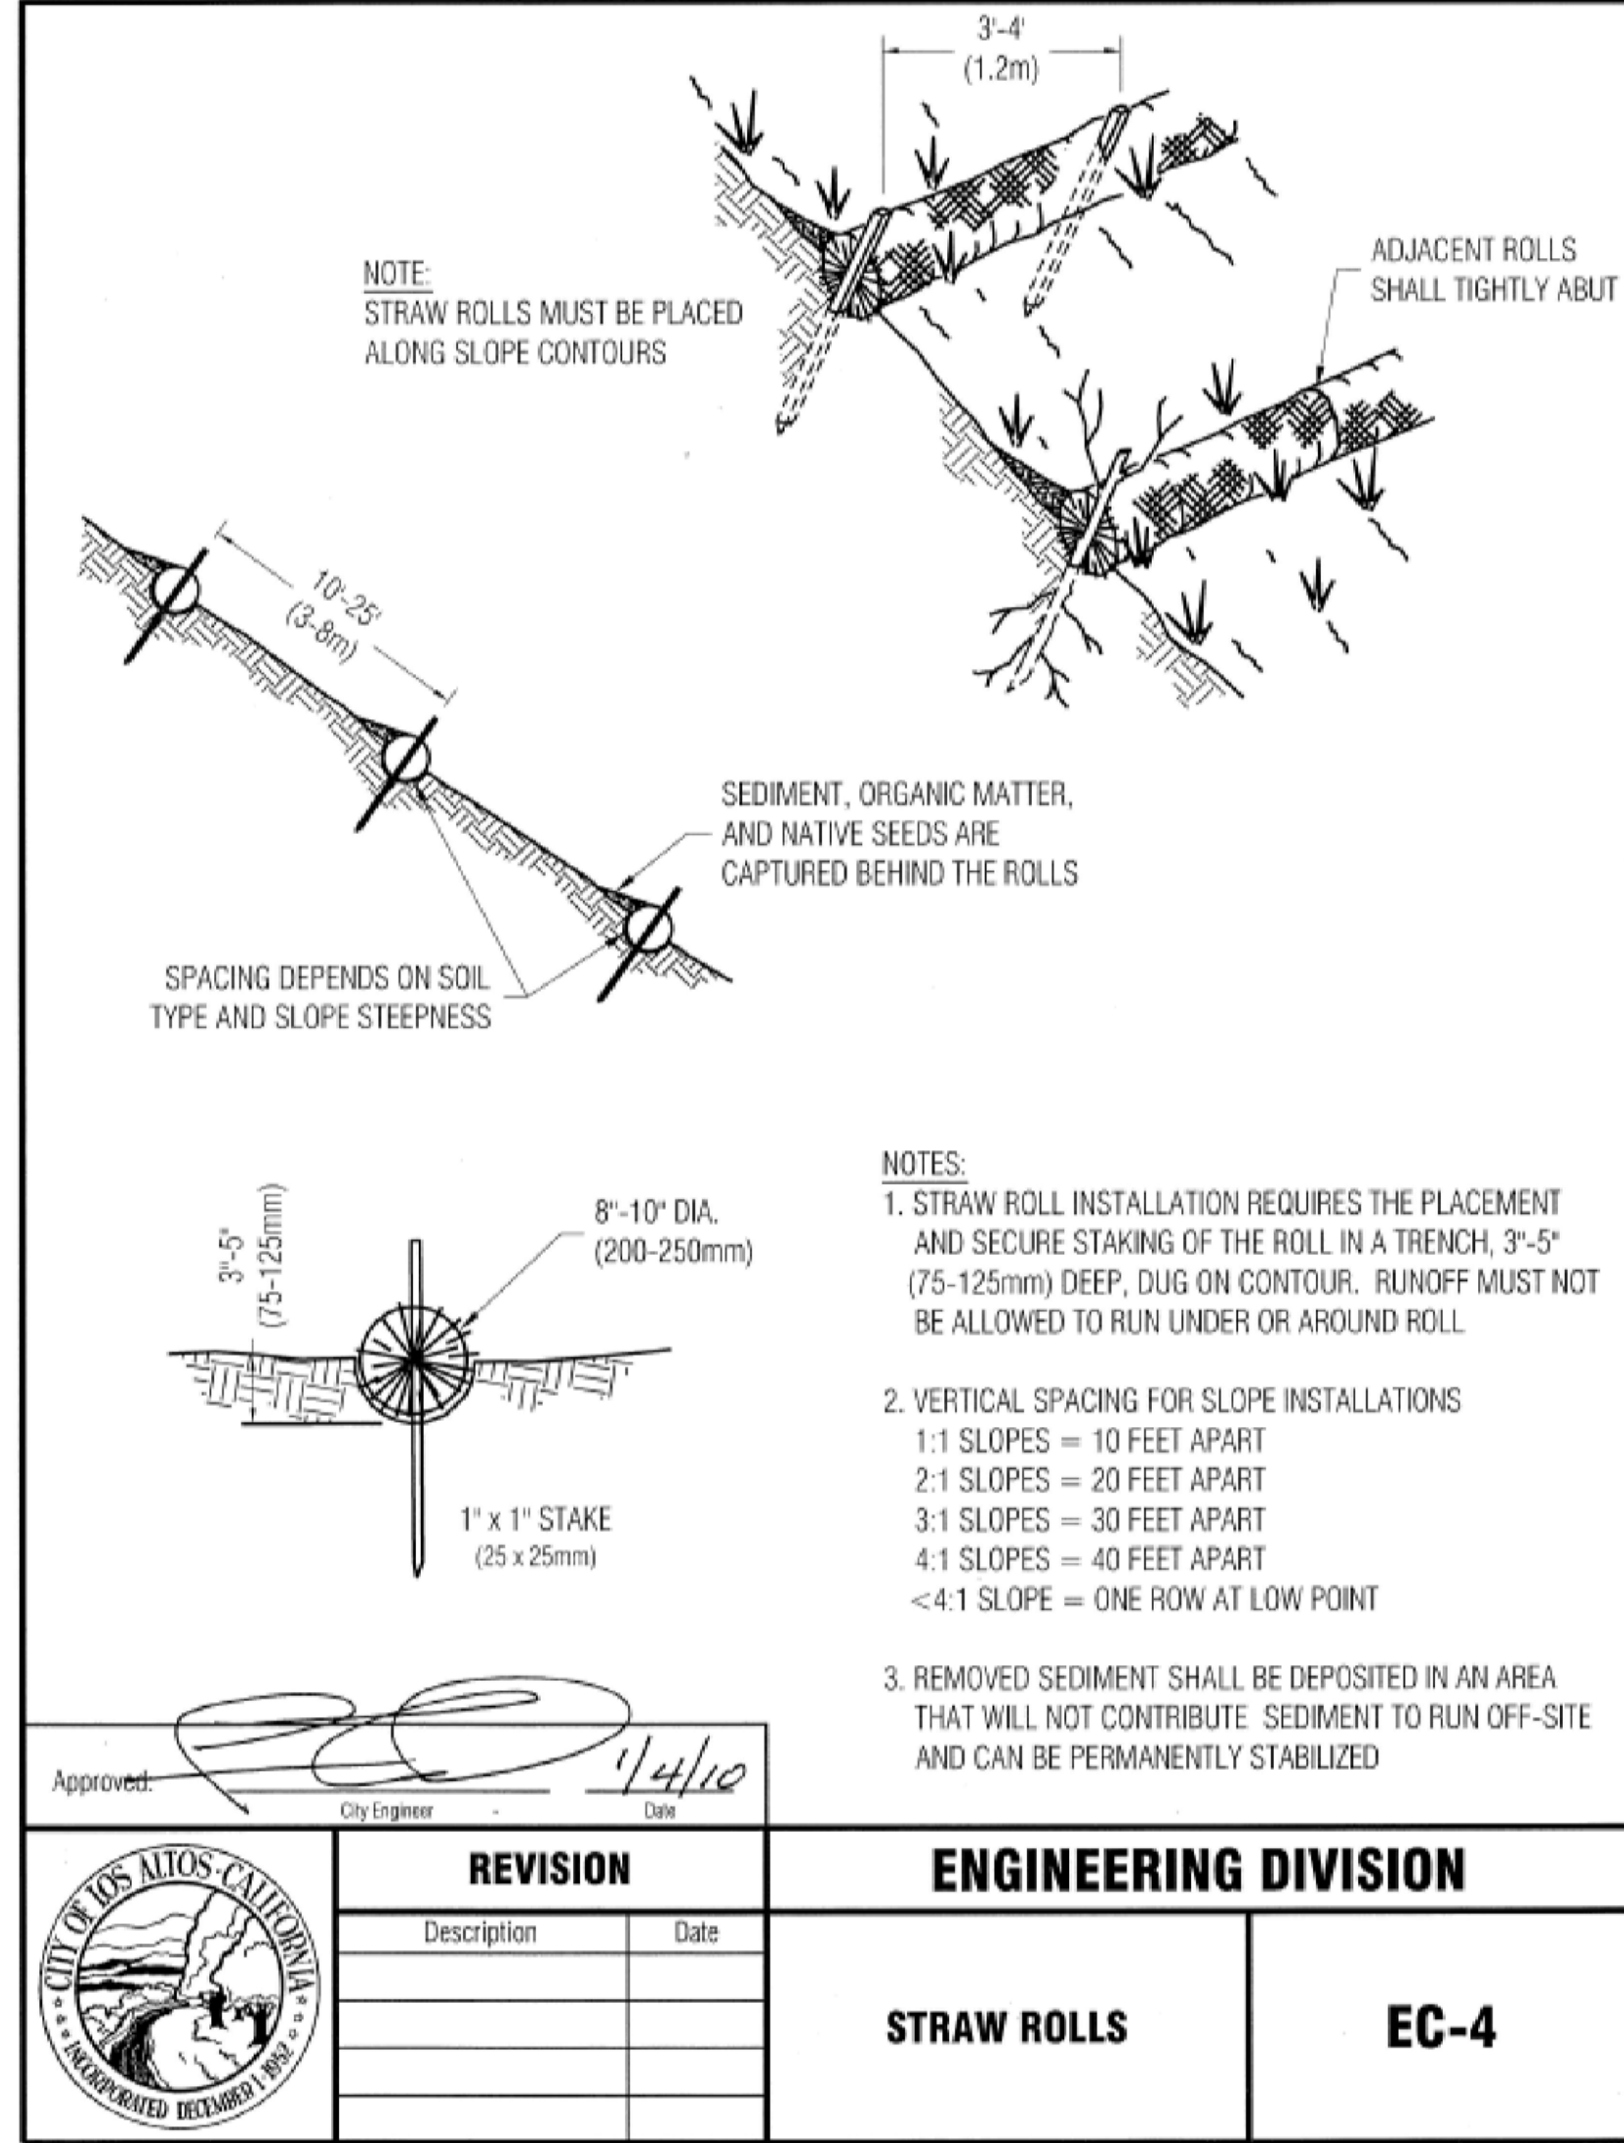 3'-4'
(1.2m)
ADJACENT ROLLS
SHALL TIGHTLY ABUT
NOTE:
STRAW ROLLS MUST BE PLACED
ALONG SLOPE CONTOURS
10'-25'
(3-8m)
SEDIMENT, ORGANIC MATTER,
AND NATIVE SEEDS ARE
CAPTURED BEHIND THE ROLLS
SPACING DEPENDS ON SOIL
TYPE AND SLOPE STEEPNESS
3"-5"
(75-125mm)
8"-10" DIA.
(200-250mm)
1" x 1" STAKE
(25 x 25mm)
NOTES:
1. STRAW ROLL INSTALLATION REQUIRES THE PLACEMENT
AND SECURE STAKING OF THE ROLL IN A TRENCH, 3"-5"
(75-125mm) DEEP, DUG ON CONTOUR. RUNOFF MUST NOT
BE ALLOWED TO RUN UNDER OR AROUND ROLL
2. VERTICAL SPACING FOR SLOPE INSTALLATIONS
1:1 SLOPES = 10 FEET APART
2:1 SLOPES = 20 FEET APART
3:1 SLOPES = 30 FEET APART
4:1 SLOPES = 40 FEET APART
<4:1 SLOPE = ONE ROW AT LOW POINT
3. REMOVED SEDIMENT SHALL BE DEPOSITED IN AN AREA
THAT WILL NOT CONTRIBUTE SEDIMENT TO RUN OFF-SITE
AND CAN BE PERMANENTLY STABILIZED
Approved:
1/4/10
City Engineer - Date
CITY OF LOS ALTOS - CALIFORNIA
INCORPORATED DECEMBER 1 - 1952
REVISION
Description Date
ENGINEERING DIVISION
STRAW ROLLS
EC-4